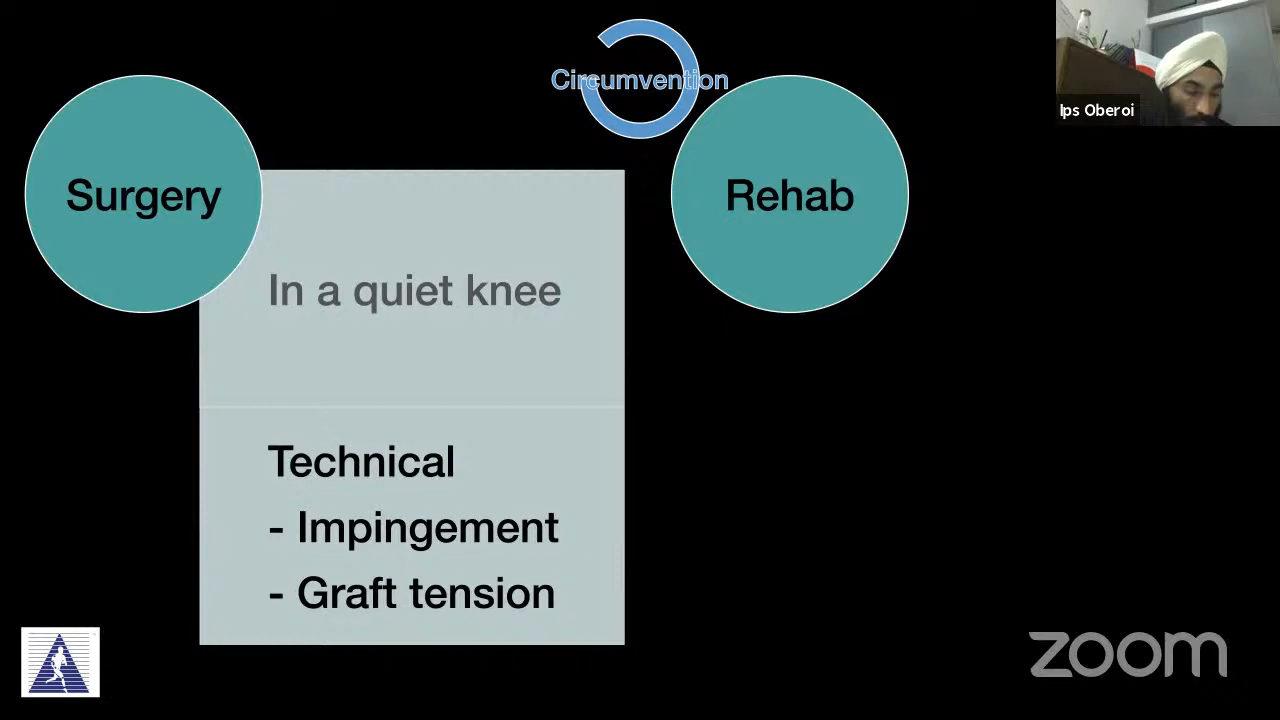 Circumvention
Ips Oberoi
Surgery
Rehab
In a quiet knee
Technical
- Impingement
- Graft tension
zoom